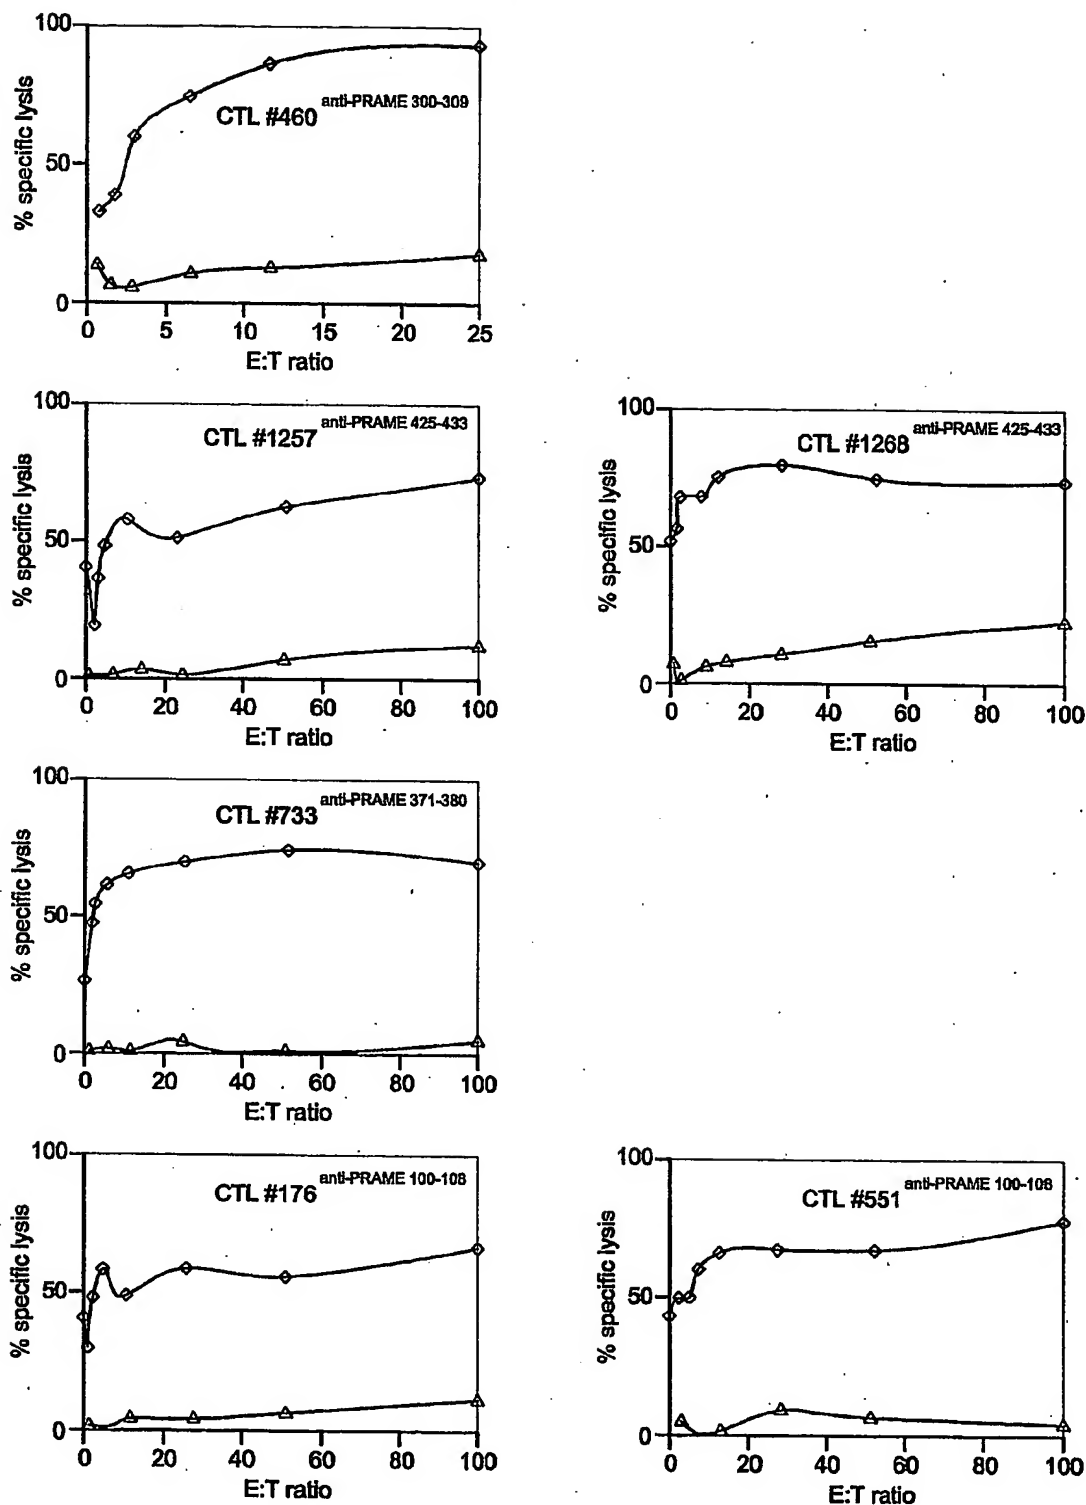 100
% specific lysis
CTL #460 anti-PRAME 300-309
50
0
0 5 10 15 20 25
E:T ratio
100
% specific lysis
CTL #1257 anti-PRAME 425-433
50
0
0 20 40 60 80 100
E:T ratio
100
% specific lysis
CTL #1268 anti-PRAME 425-433
50
0
0 20 40 60 80 100
E:T ratio
100
% specific lysis
CTL #733 anti-PRAME 371-380
50
0
0 20 40 60 80 100
E:T ratio
100
% specific lysis
CTL #176 anti-PRAME 100-108
50
0
0 20 40 60 80 100
E:T ratio
100
% specific lysis
CTL #551 anti-PRAME 100-108
50
0
0 20 40 60 80 100
E:T ratio